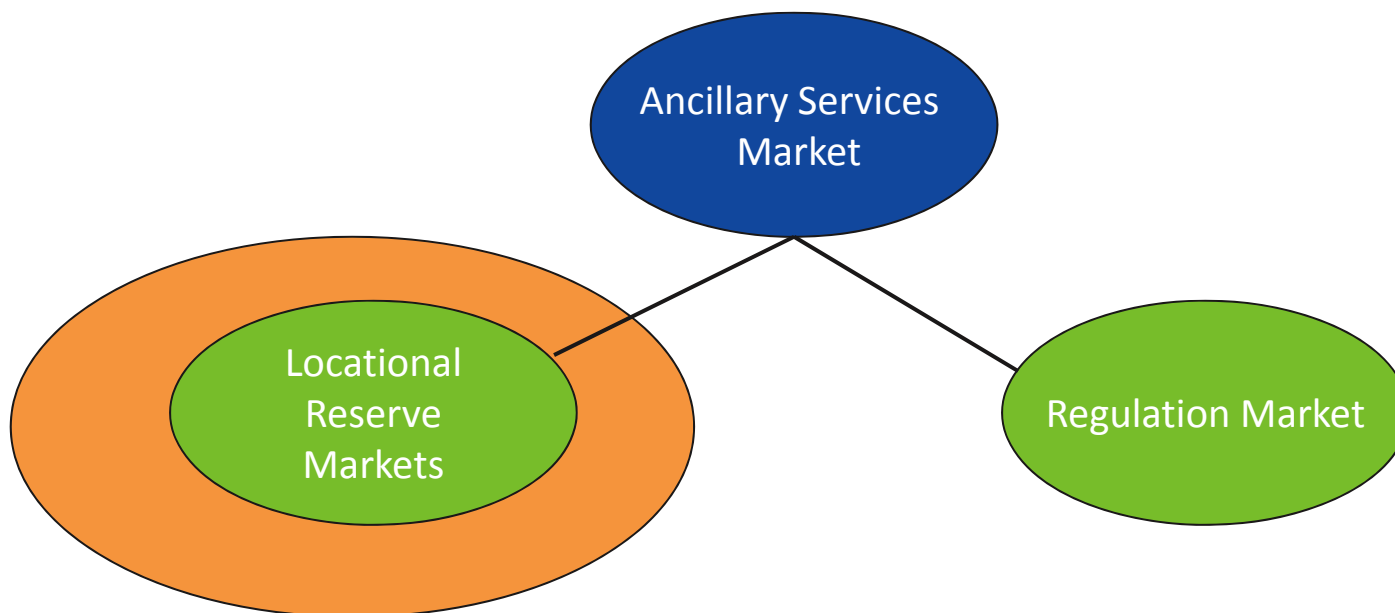 Ancillary Services
Market
Locational
Reserve
Markets
Regulation Market